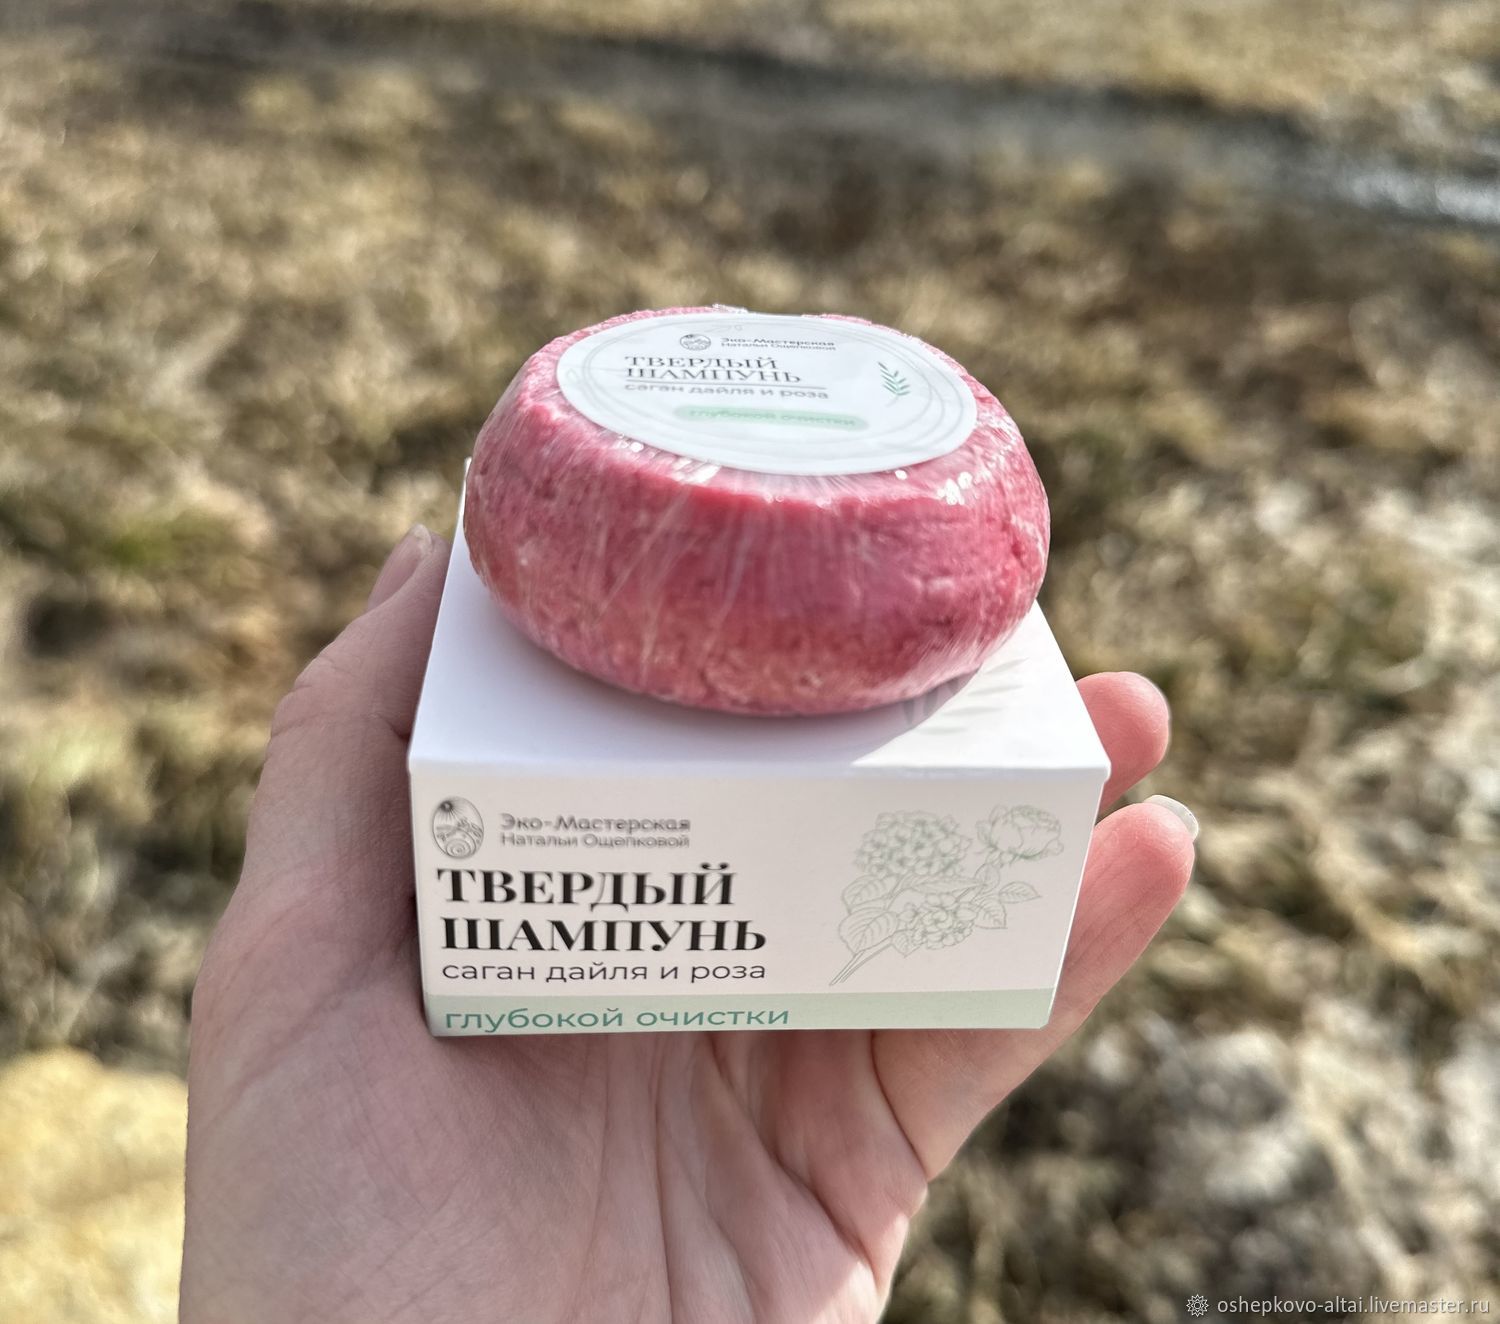 Эко-Мастерская
Натальи Ощепковой
ТВЕРДЫЙ
ШАМПУНЬ
саган дайля и роза
глубокой очистки
Эко-Мастерская
Натальи Ощепковой
ТВЕРДЫЙ
ШАМПУНЬ
саган дайля и роза
глубокой очистки
oshepkovo-altai.livemaster.ru